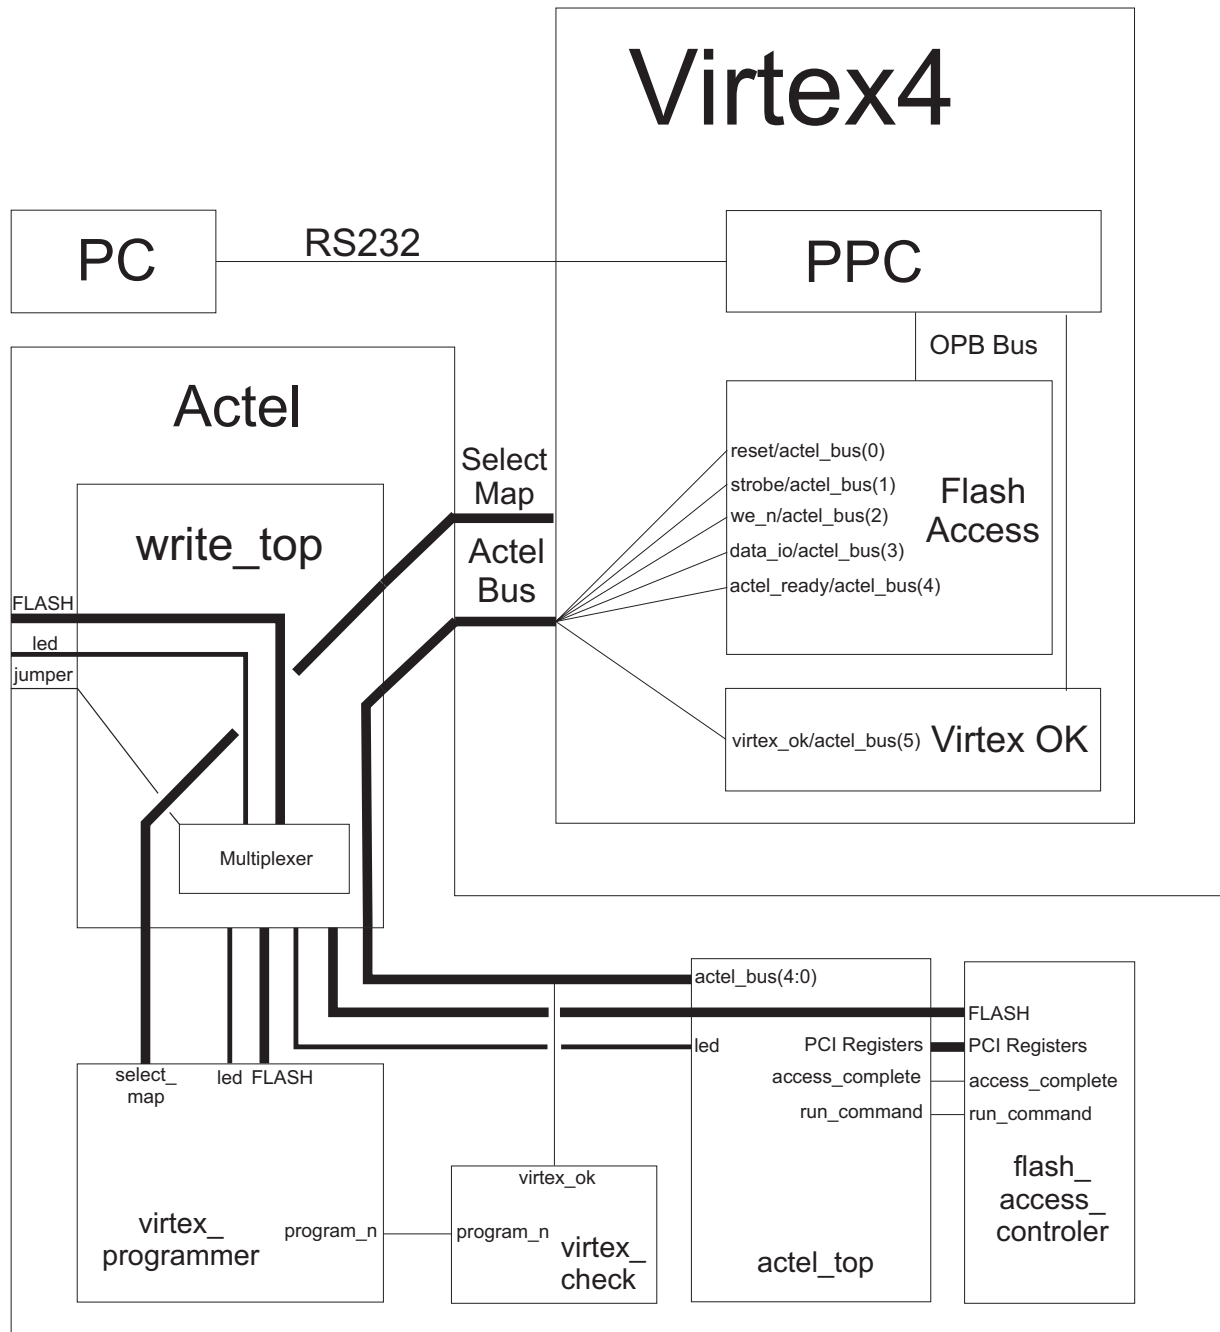 Virtex4
PC
RS232
PPC
OPB Bus
Actel
Select
Map
Actel
Bus
reset/actel_bus(0)
strobe/actel_bus(1)
we_n/actel_bus(2)
data_io/actel_bus(3)
actel_ready/actel_bus(4)
Flash
Access
write_top
FLASH
led
jumper
virtex_ok/actel_bus(5)
Virtex OK
Multiplexer
actel_bus(4:0)
led
PCI Registers
access_complete
run_command
actel_top
FLASH
PCI Registers
access_complete
run_command
flash_
access_
controler
select_
map
led
FLASH
virtex_
programmer
program_n
virtex_ok
program_n
virtex_
check